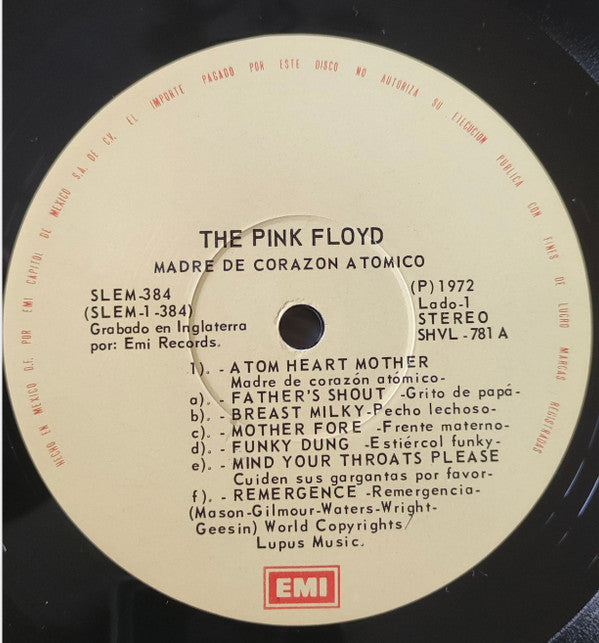 HECHO EN MEXICO D.F. POR EMI CAPITOL DE MEXICO S.A. DE C.V. EL IMPORTE PAGADO POR ESTE DISCO NO AUTORIZA SU EJECUCION PUBLICA CON FINES DE LUCRO MARCAS REGISTRADAS
THE PINK FLOYD
MADRE DE CORAZON ATOMICO
SLEM-384
(SLEM-1-384)
Grabado en Inglaterra
por: Emi Records.
(P) 1972
Lado-1
STEREO
SHVL -781 A
1). - ATOM HEART MOTHER
Madre de corazón atómico-
a). - FATHER'S SHOUT -Grito de papá-
b). - BREAST MILKY-Pecho lechoso-
c). - MOTHER FORE -Frente materno-
d). - FUNKY DUNG -Estiércol funky-
e). - MIND YOUR THROATS PLEASE
Cuiden sus gargantas por favor-
f). - REMERGENCE -Remergencia-
(Mason-Gilmour-Waters-Wright-
Geesin) World Copyrights/
Lupus Music.
EMI